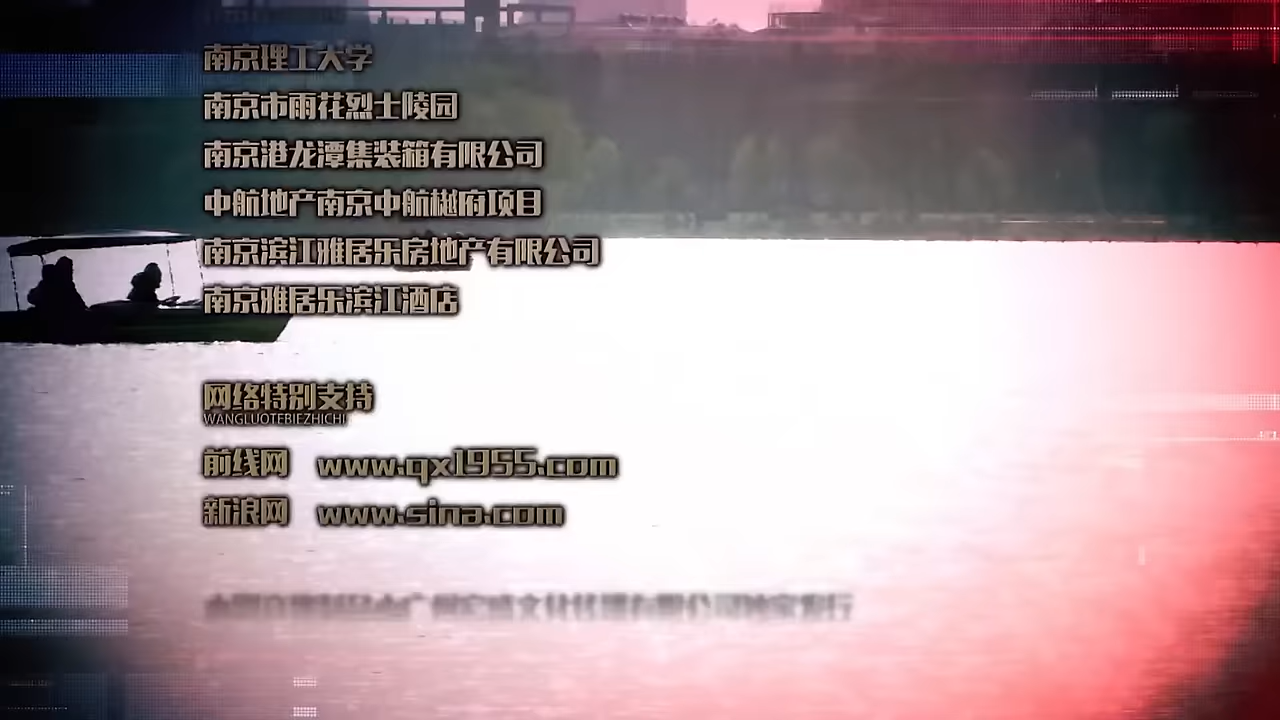 南京理工大学
南京市雨花烈士陵园
南京港龙潭集装箱有限公司
中航地产南京中航樾府项目
南京滨江雅居乐房地产有限公司
南京雅居乐滨江酒店
网络特别支持
WANGLUOTEBIEZHICHI
前线网 www.qx1955.com
新浪网 www.sina.com